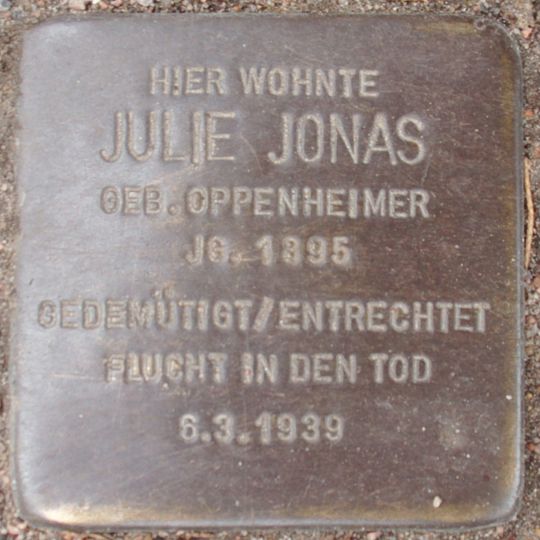 HIER WOHNTE
JULIE JONAS
GEB. OPPENHEIMER
JG. 1895
GEDEMÜTIGT/ENTRECHTET
FLUCHT IN DEN TOD
6.3.1939